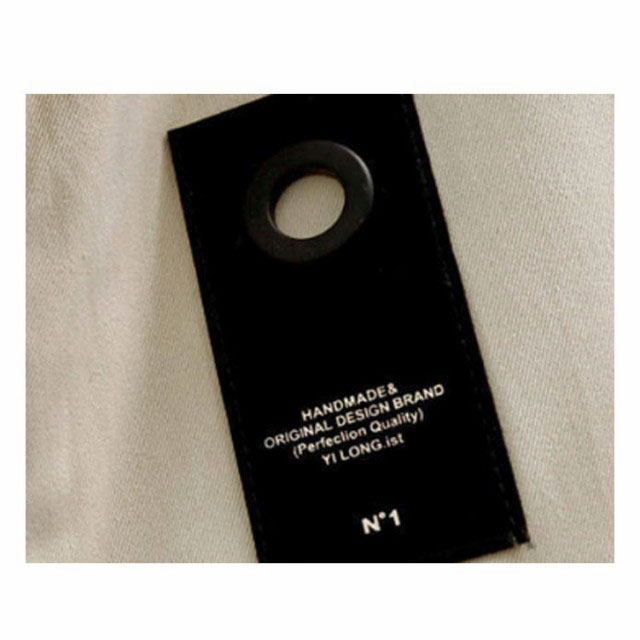 HANDMADE&
ORIGINAL DESIGN BRAND
(Perfeclion Quality)
YI LONG.ist
N°1